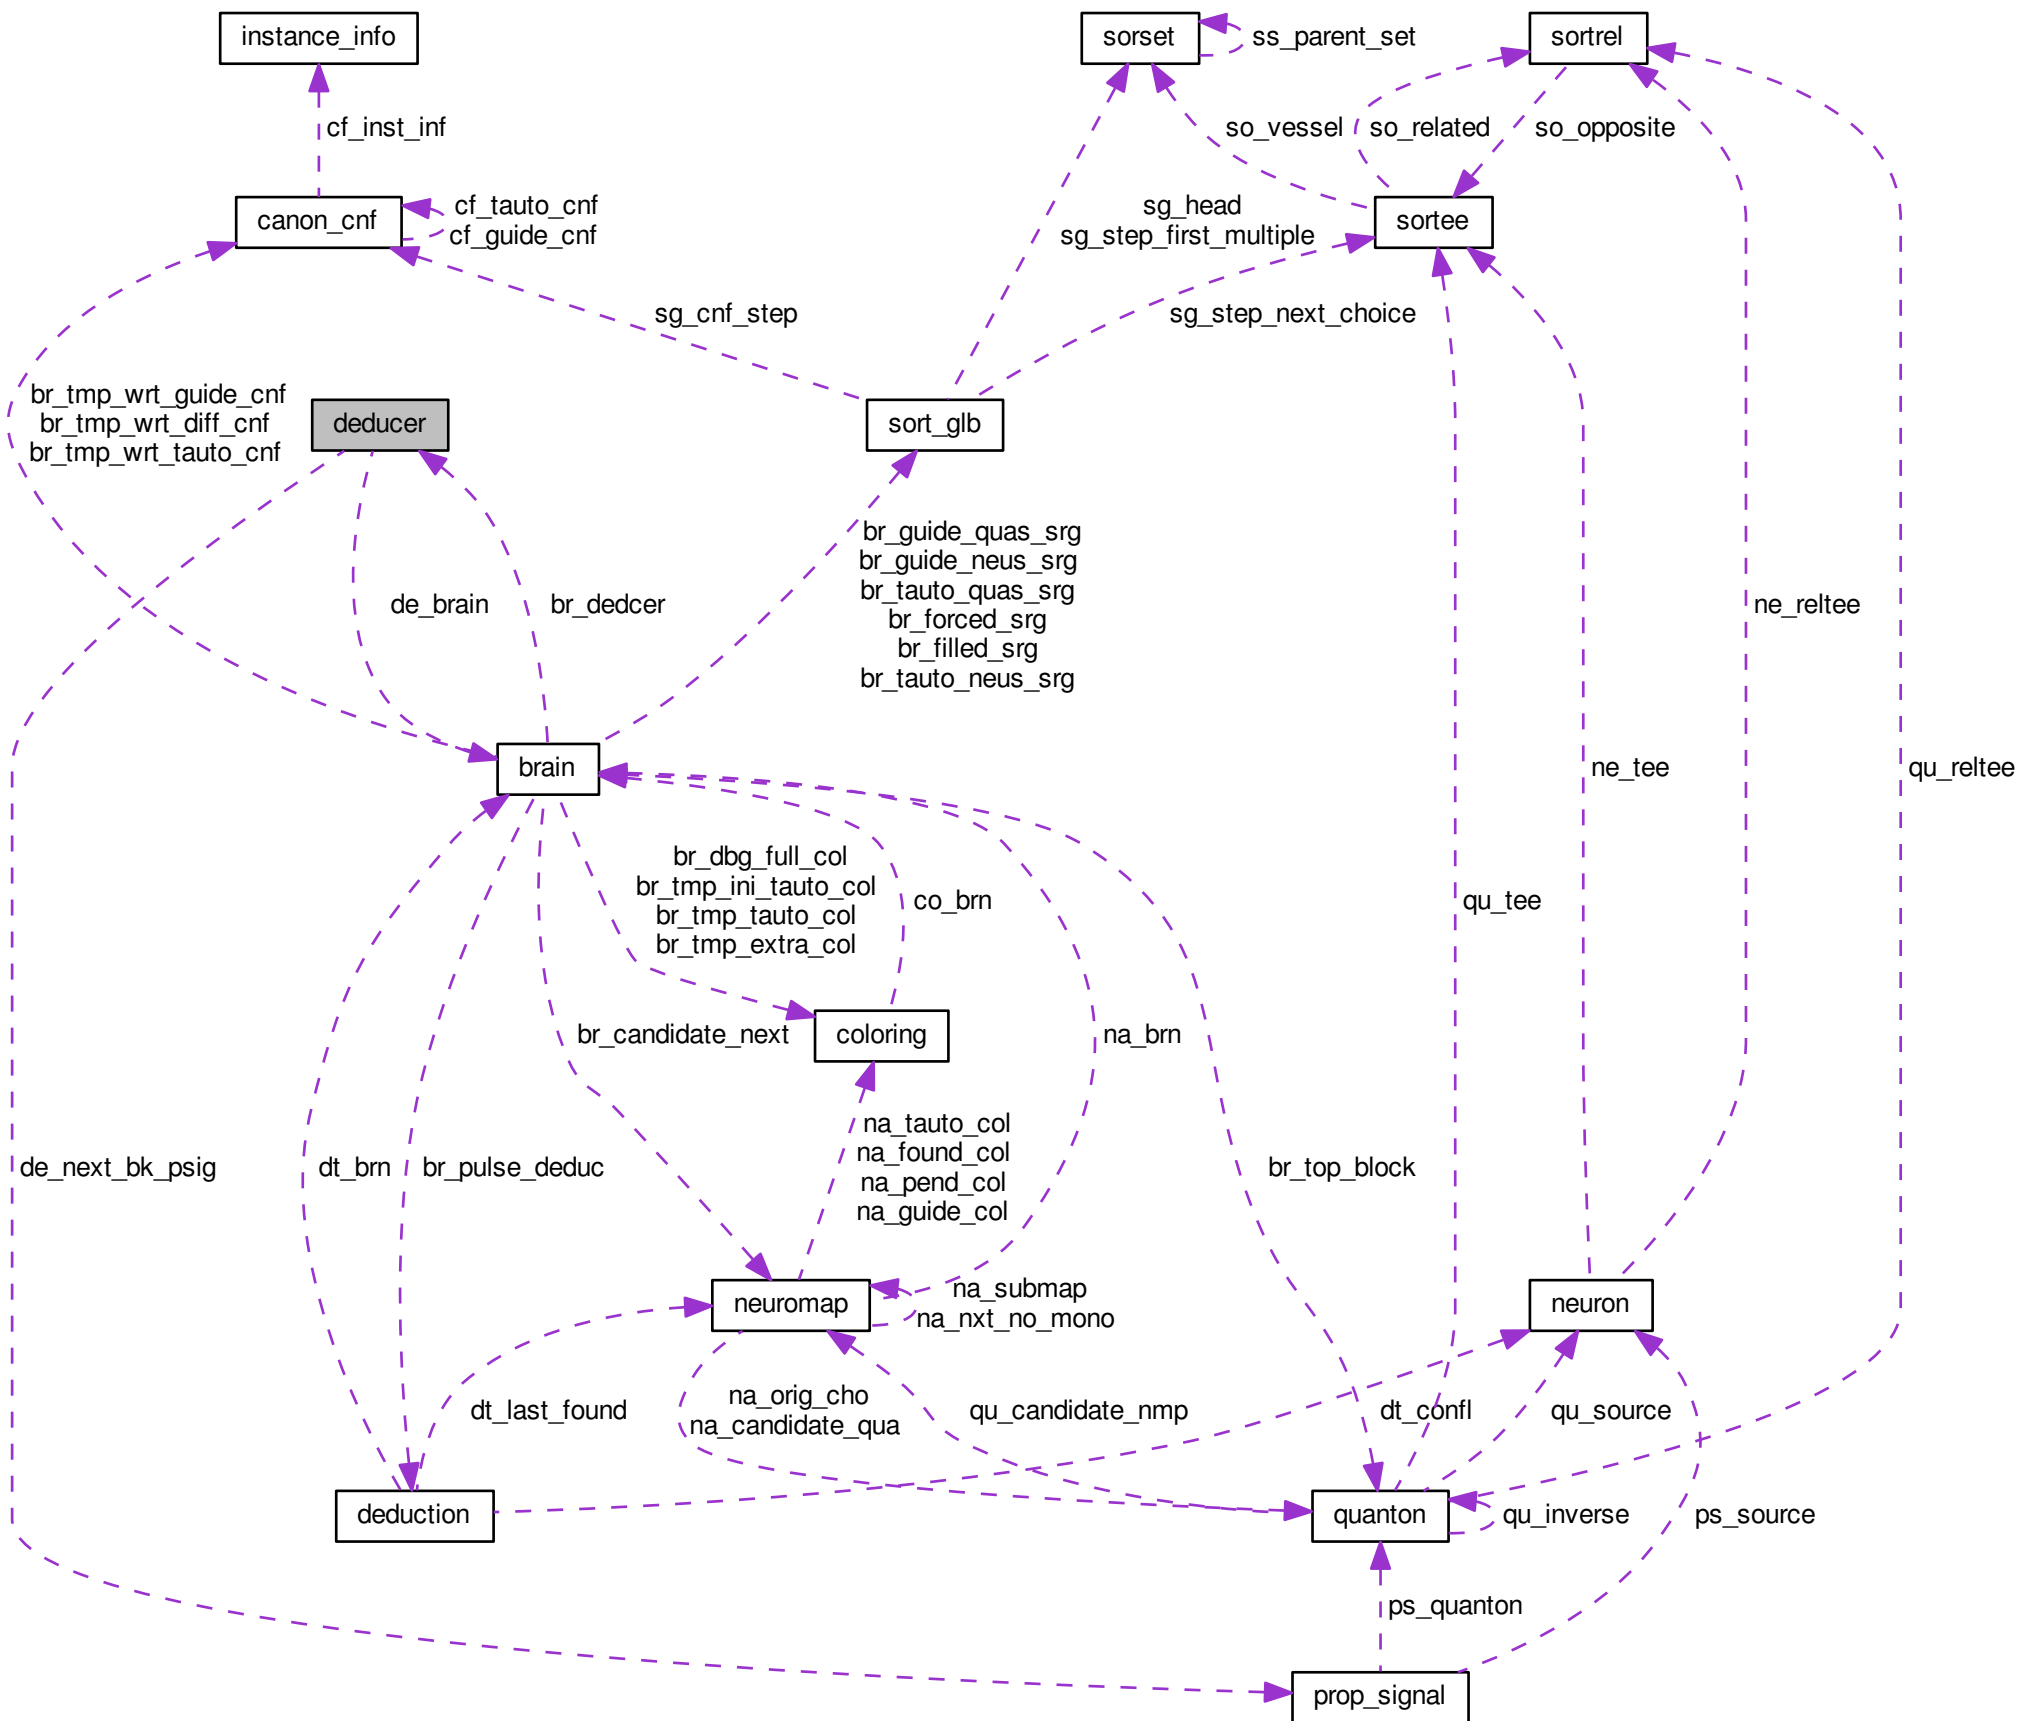 instance_info
sorset
ss_parent_set
sortrel
cf_inst_inf
so_vessel
so_related
so_opposite
canon_cnf
cf_tauto_cnf
cf_guide_cnf
sg_head
sg_step_first_multiple
sortee
sg_cnf_step
sg_step_next_choice
br_tmp_wrt_guide_cnf
br_tmp_wrt_diff_cnf
br_tmp_wrt_tauto_cnf
deducer
sort_glb
br_guide_quas_srg
br_guide_neus_srg
br_tauto_quas_srg
br_forced_srg
br_filled_srg
br_tauto_neus_srg
de_brain
br_dedcer
ne_reltee
brain
ne_tee
qu_reltee
br_dbg_full_col
br_tmp_ini_tauto_col
br_tmp_tauto_col
br_tmp_extra_col
co_brn
qu_tee
br_candidate_next
coloring
na_brn
de_next_bk_psig
dt_brn
br_pulse_deduc
na_tauto_col
na_found_col
na_pend_col
na_guide_col
br_top_block
neuromap
na_submap
na_nxt_no_mono
neuron
dt_last_found
na_orig_cho
na_candidate_qua
qu_candidate_nmp
dt_confl
qu_source
deduction
quanton
qu_inverse
ps_source
ps_quanton
prop_signal